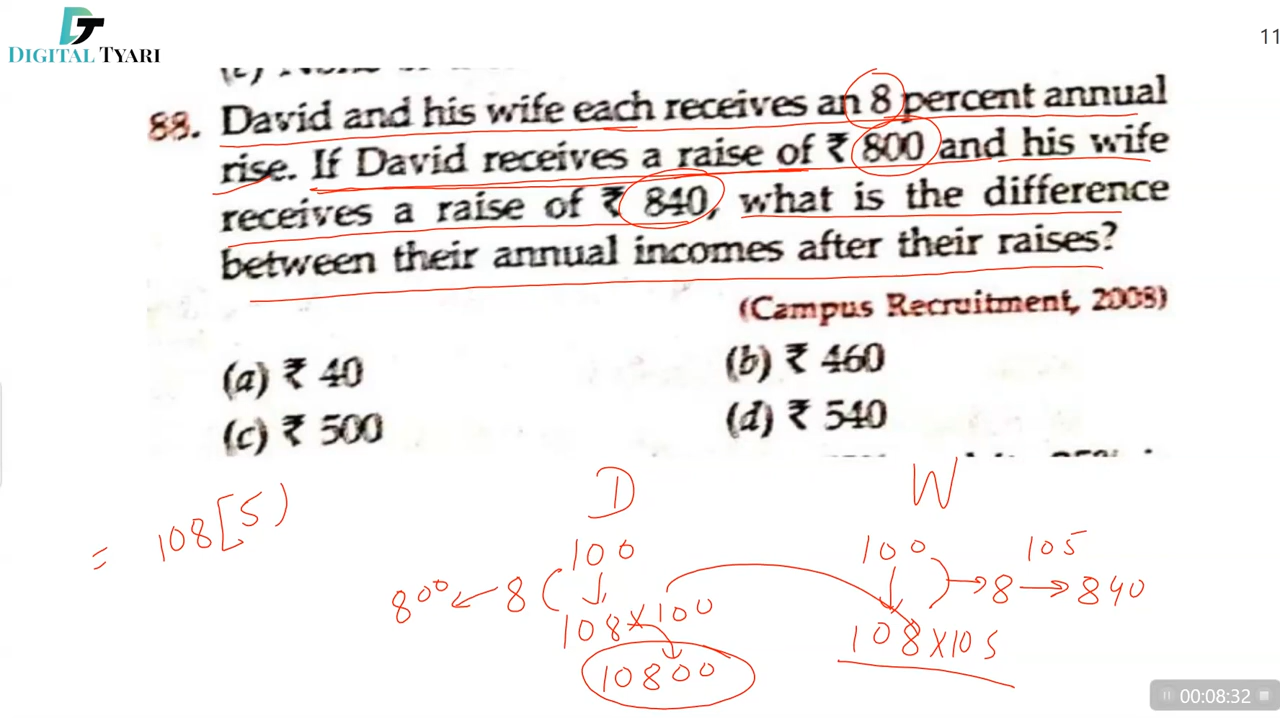 DIGITAL TYARI
11
88. David and his wife each receives an 8 percent annual
rise. If David receives a raise of ₹ 800 and his wife
receives a raise of ₹ 840, what is the difference
between their annual incomes after their raises?
(Campus Recruitment, 2008)
(a) ₹ 40 (b) ₹ 460
(c) ₹ 500 (d) ₹ 540
D W
= 108[5)
100 100 105
800 ← 8 ( ) → 8 → 840
108 × 100 108 × 105
10800
00:08:32